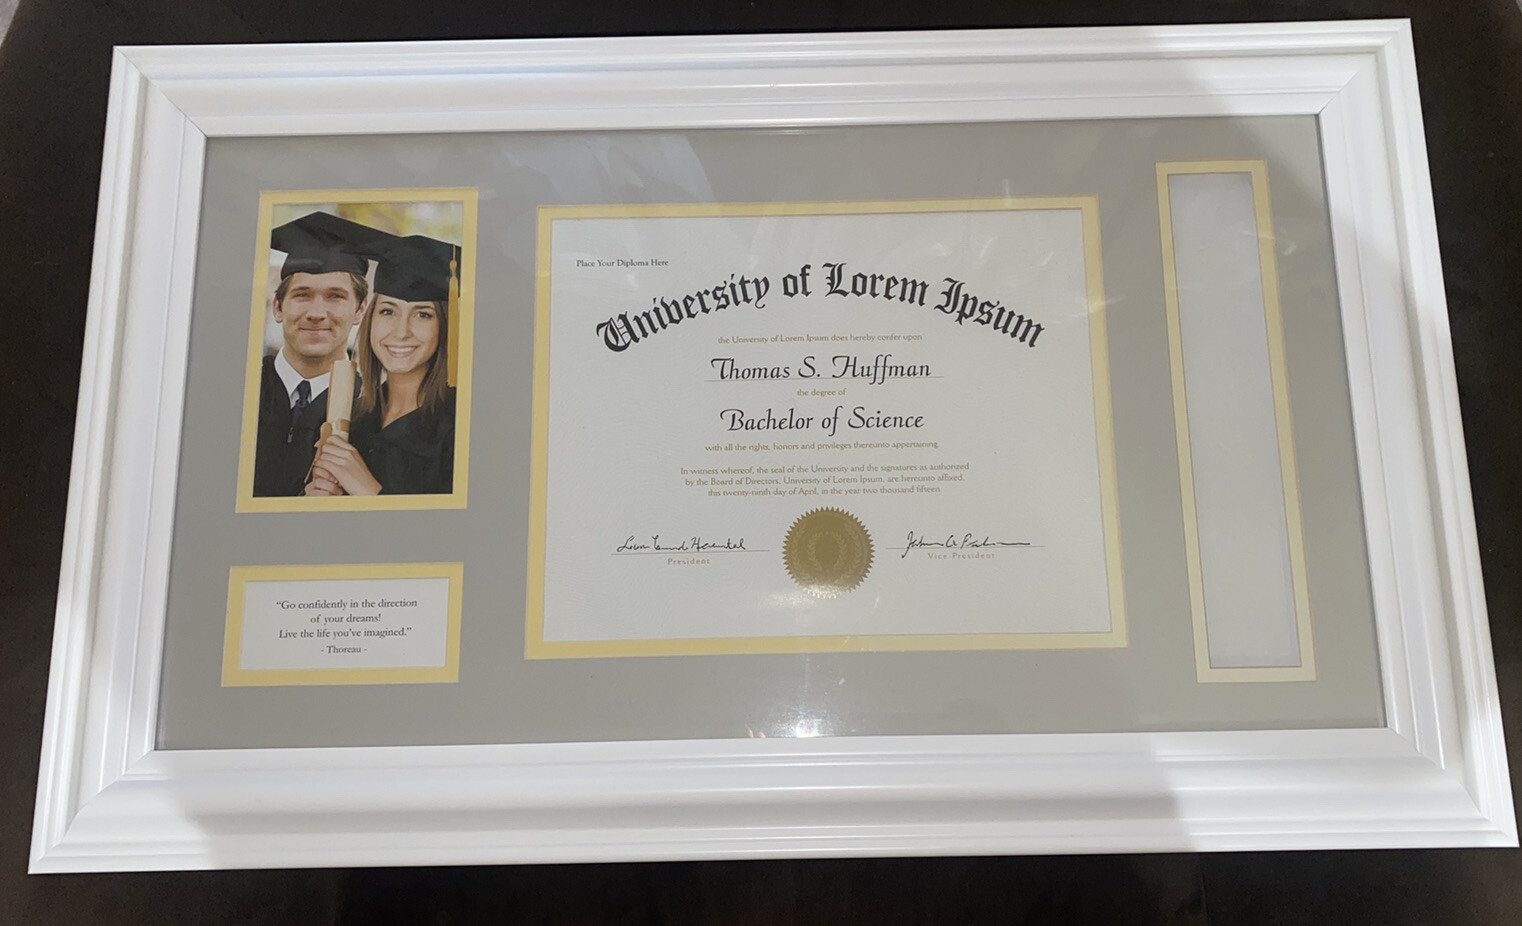 Place Your Diploma Here
University of Lorem Ipsum
the University of Lorem Ipsum does hereby confer upon
Thomas S. Huffman
the degree of
Bachelor of Science
with all the rights, honors and privileges thereunto appertaining
In witness whereof, the seal of the University and the signatures as authorized
by the Board of Directors, University of Lorem Ipsum, are hereunto affixed,
this twenty-ninth day of April, in the year two thousand fifteen.
President
Vice-President
“Go confidently in the direction
of your dreams!
Live the life you’ve imagined.”
- Thoreau -